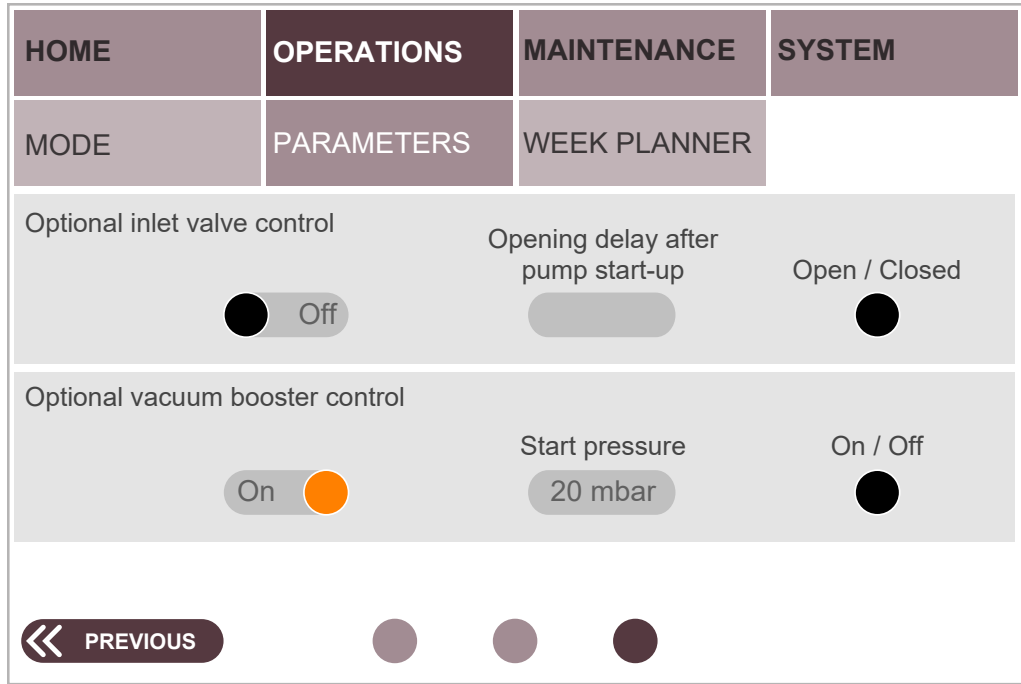 HOME OPERATIONS MAINTENANCE SYSTEM
MODE PARAMETERS WEEK PLANNER
Optional inlet valve control
Opening delay after
pump start-up
Open / Closed
Off
Optional vacuum booster control
Start pressure
On / Off
On
20 mbar
PREVIOUS